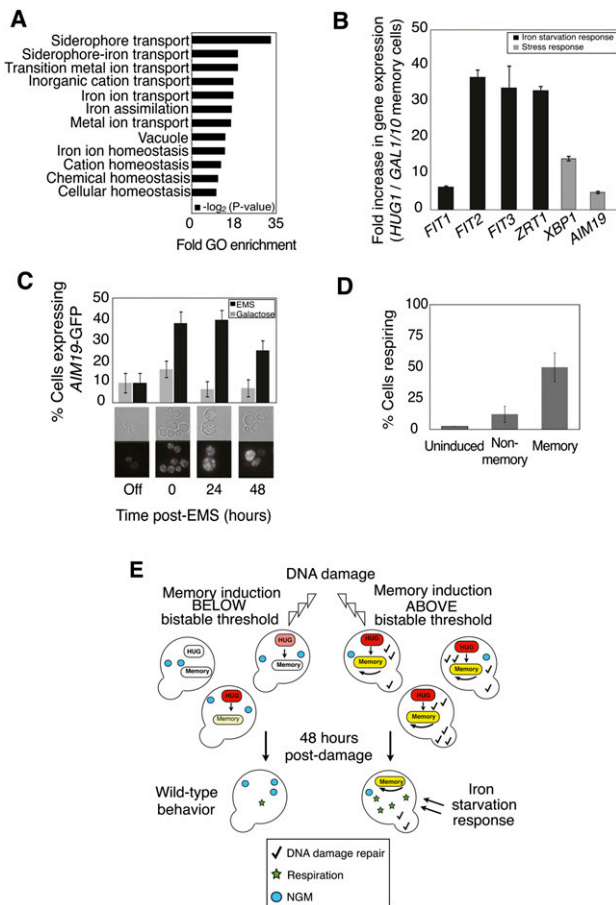 A
Siderophore transport
Siderophore-iron transport
Transition metal ion transport
Inorganic cation transport
Iron ion transport
Iron assimilation
Metal ion transport
Vacuole
Iron ion homeostasis
Cation homeostasis
Chemical homeostasis
Cellular homeostasis
-log2 (P-value)
0 18 35
Fold GO enrichment
B
Iron starvation response
Stress response
Fold increase in gene expression
(HUG1 / GAL1/10 memory cells)
50
40
30
20
10
0
FIT1 FIT2 FIT3 ZRT1 XBP1 AIM19
C
EMS
Galactose
% Cells expressing
AIM19-GFP
50
40
30
20
10
0
Off 0 24 48
Time post-EMS (hours)
D
% Cells respiring
100
75
50
25
0
Uninduced Non-memory Memory
E
DNA damage
Memory induction
BELOW
bistable threshold
Memory induction
ABOVE
bistable threshold
HUG
Memory
HUG
Memory
HUG
Memory
HUG
Memory
HUG
Memory
HUG
Memory
48 hours
post-damage
Wild-type
behavior
Memory
Iron
starvation
response
DNA damage repair
Respiration
NGM